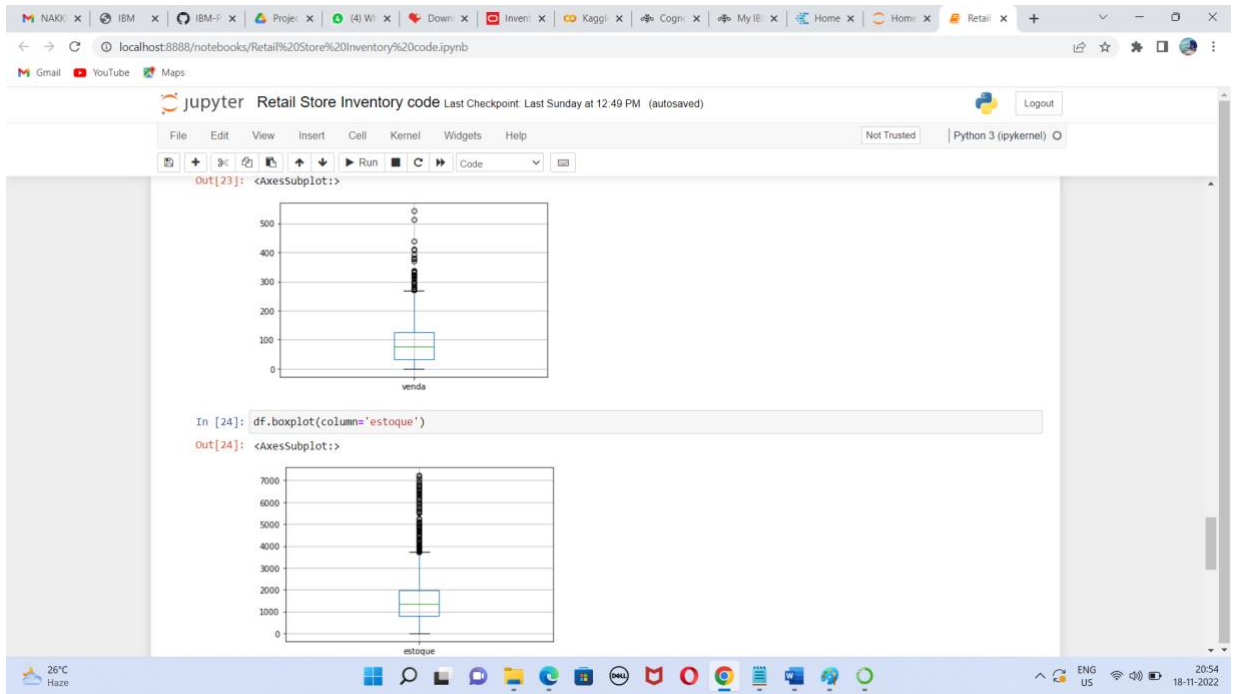 NAKK IBM IBM-P Projec (4) Wh Down Invent Kaggl Cogno My IB Home Home Retail
localhost:8888/notebooks/Retail%20Store%20Inventory%20code.ipynb
Gmail YouTube Maps
jupyter Retail Store Inventory code Last Checkpoint: Last Sunday at 12:49 PM (autosaved)
Logout
File Edit View Insert Cell Kernel Widgets Help Not Trusted Python 3 (ipykernel)
Run Code
Out[23]: <AxesSubplot:>
500
400
300
200
100
0
venda
In [24]: df.boxplot(column='estoque')
Out[24]: <AxesSubplot:>
7000
6000
5000
4000
3000
2000
1000
0
estoque
26°C
Haze
DELL
ENG
US
20:54
18-11-2022